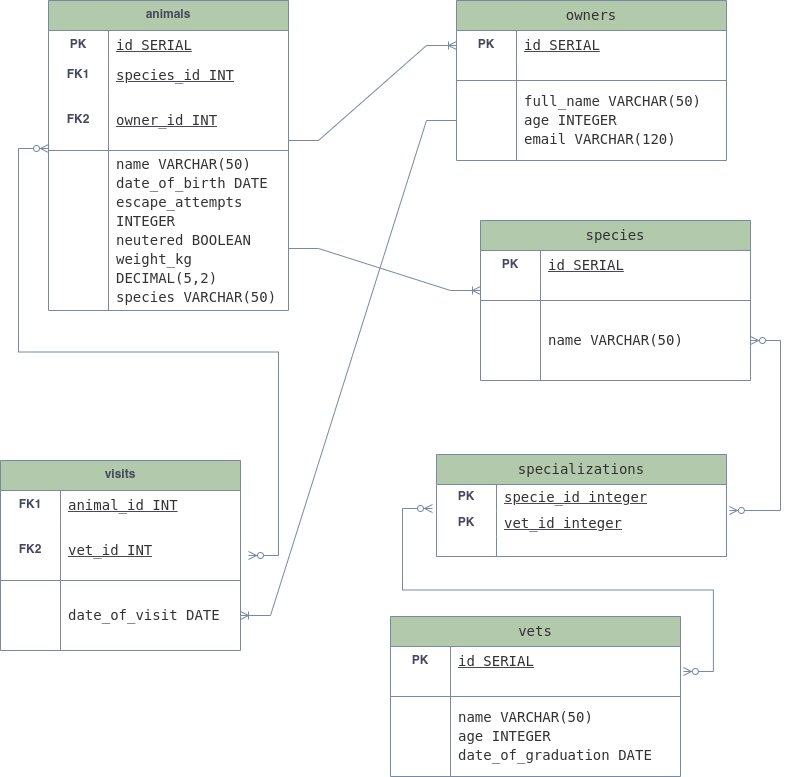 animals
PK id SERIAL
FK1 species_id INT
FK2 owner_id INT
name VARCHAR(50)
date_of_birth DATE
escape_attempts
INTEGER
neutered BOOLEAN
weight_kg
DECIMAL(5,2)
species VARCHAR(50)
owners
PK id SERIAL
full_name VARCHAR(50)
age INTEGER
email VARCHAR(120)
species
PK id SERIAL
name VARCHAR(50)
visits
FK1 animal_id INT
FK2 vet_id INT
date_of_visit DATE
specializations
PK specie_id integer
PK vet_id integer
vets
PK id SERIAL
name VARCHAR(50)
age INTEGER
date_of_graduation DATE